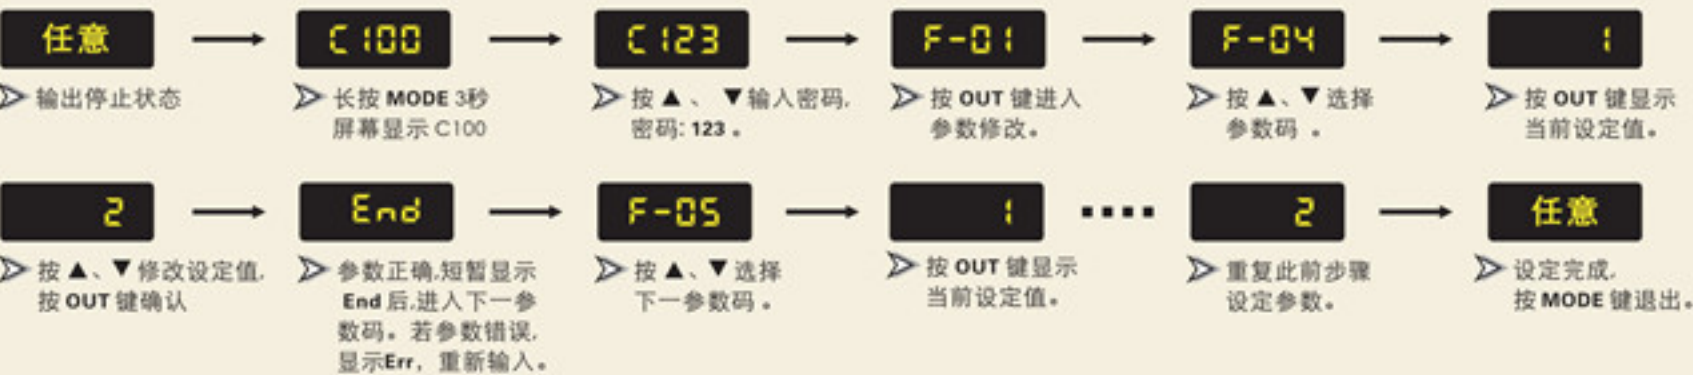 任意
输出停止状态
C100
长按 MODE 3秒
屏幕显示 C100
C123
按 ▲、 ▼输入密码,
密码: 123 。
F-01
按 OUT 键进入
参数修改。
F-04
按 ▲、▼ 选择
参数码 。
1
按 OUT 键显示
当前设定值。
2
按 ▲、▼ 修改设定值,
按 OUT 键确认
End
参数正确,短暂显示
End 后,进入下一参
数码。若参数错误,
显示Err, 重新输入。
F-05
按 ▲、▼ 选择
下一参数码 。
1
按 OUT 键显示
当前设定值。
2
重复此前步骤
设定参数。
任意
设定完成,
按 MODE 键退出。